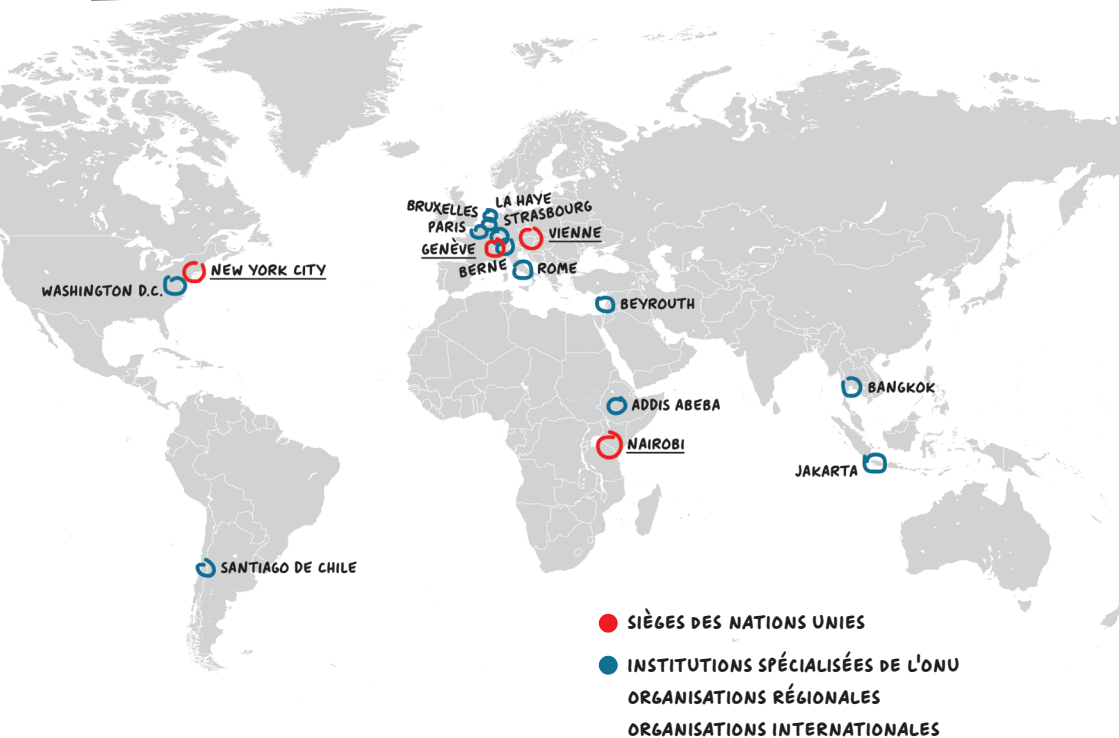 LA HAYE
BRUXELLES
STRASBOURG
PARIS
VIENNE
GENÈVE
BERNE
ROME
NEW YORK CITY
WASHINGTON D.C.
BEYROUTH
BANGKOK
ADDIS ABEBA
NAIROBI
JAKARTA
SANTIAGO DE CHILE
SIÈGES DES NATIONS UNIES
INSTITUTIONS SPÉCIALISÉES DE L'ONU
ORGANISATIONS RÉGIONALES
ORGANISATIONS INTERNATIONALES